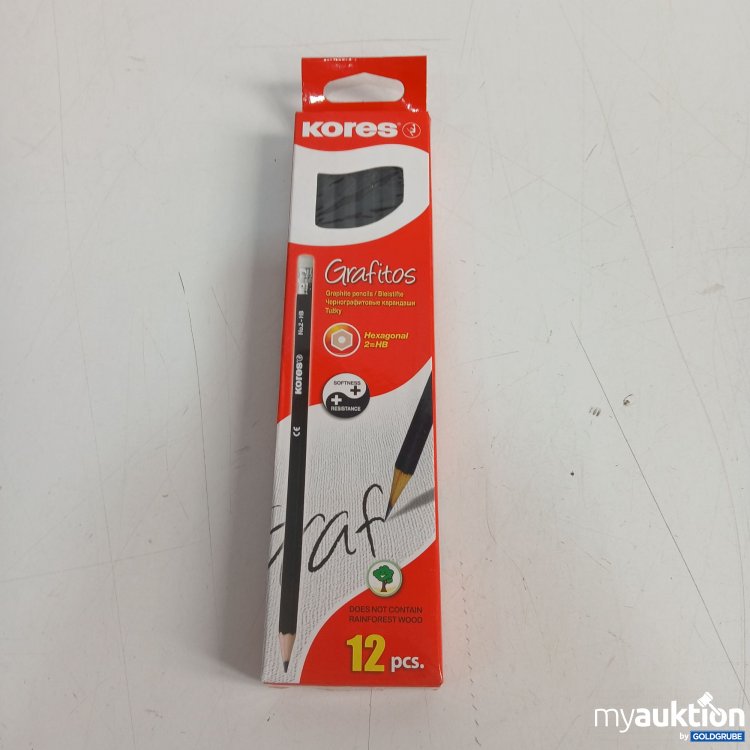 Kores
Grafitos
Graphite pencils / Bleistifte
Чернографитовые карандаши
Tužky
Hexagonal
2=HB
SOFTNESS
RESISTANCE
No.2 - HB
Kores
CE
raf
DOES NOT CONTAIN
RAINFOREST WOOD
12 pcs.
myauktion
by GOLDGRUBE